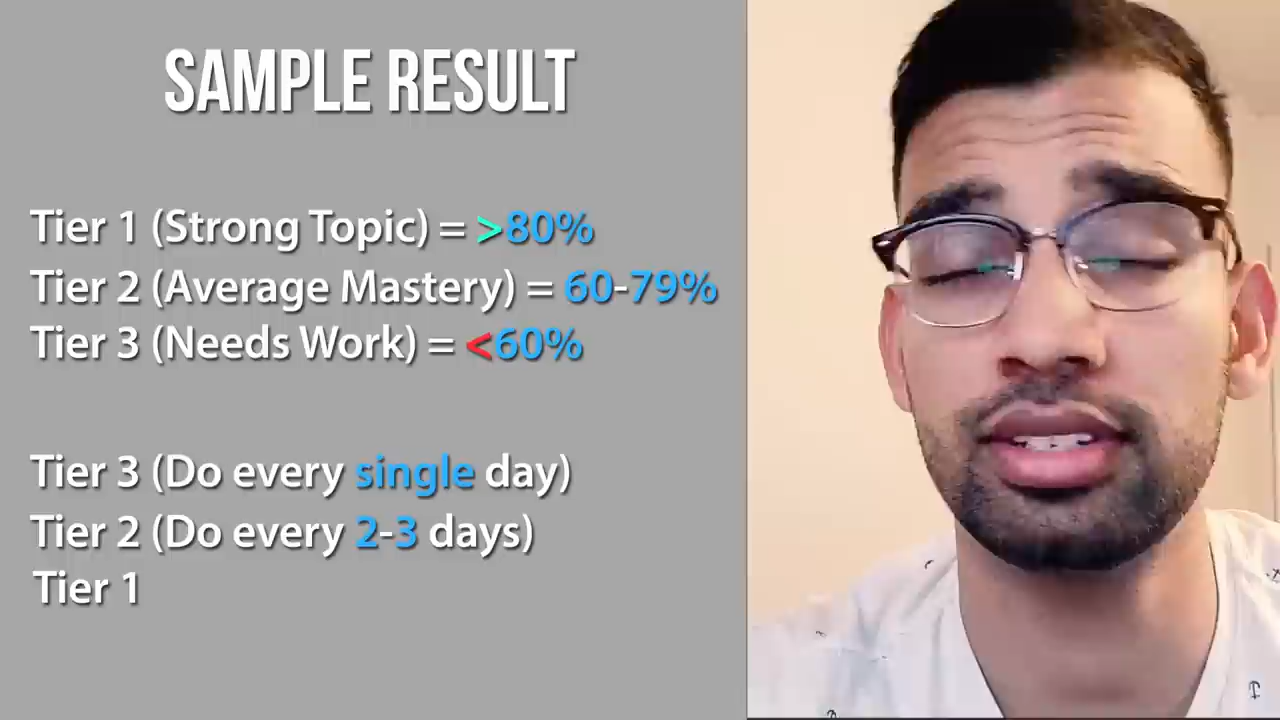 SAMPLE RESULT
Tier 1 (Strong Topic) = >80%
Tier 2 (Average Mastery) = 60-79%
Tier 3 (Needs Work) = <60%
Tier 3 (Do every single day)
Tier 2 (Do every 2-3 days)
Tier 1